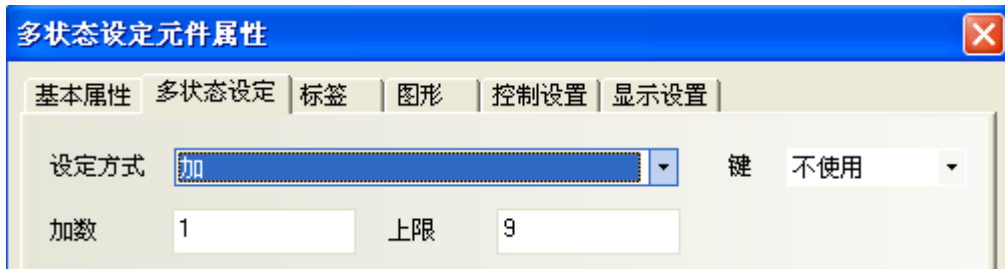 多状态设定元件属性
基本属性 多状态设定 标签 图形 控制设置 显示设置
设定方式 加 键 不使用
加数 1 上限 9